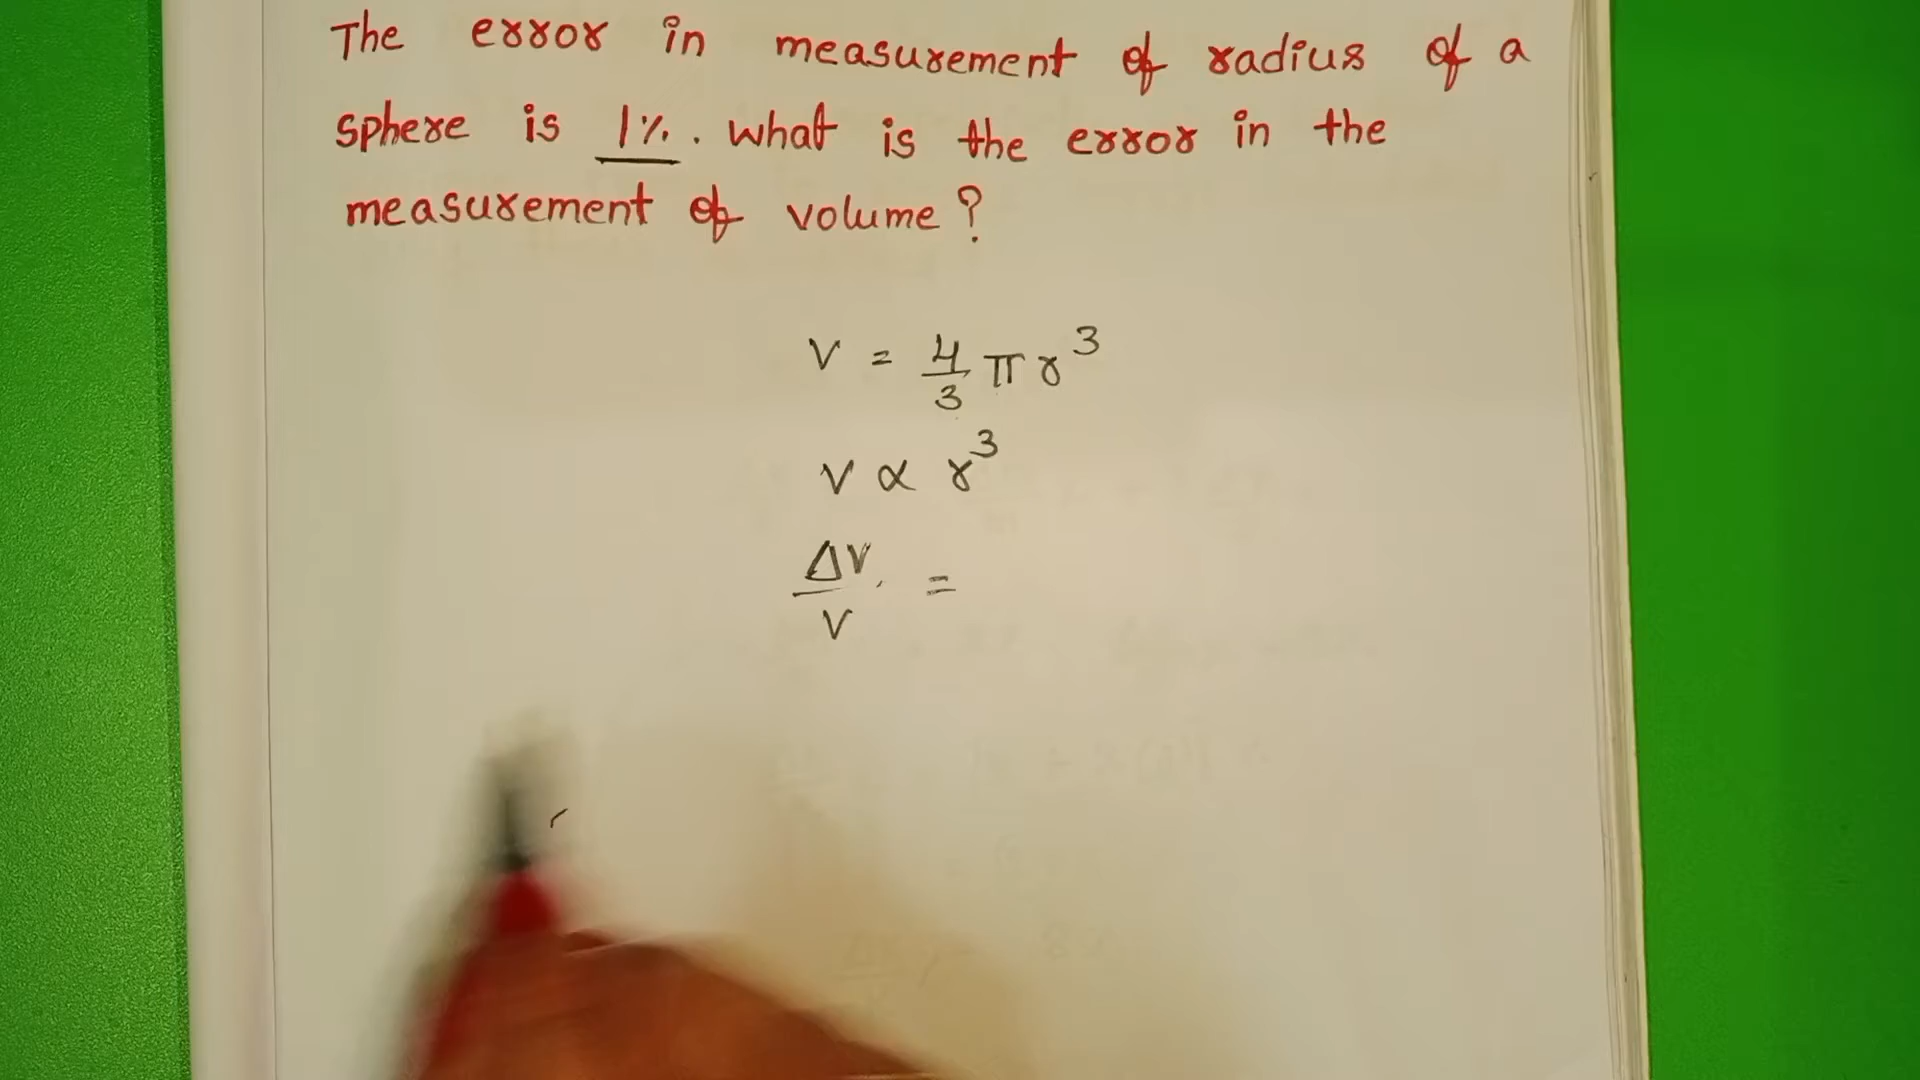 The error in measurement of radius of a
sphere is 1%. what is the error in the
measurement of volume?
V = 4/3 π r³
V ∝ r³
ΔV/V =